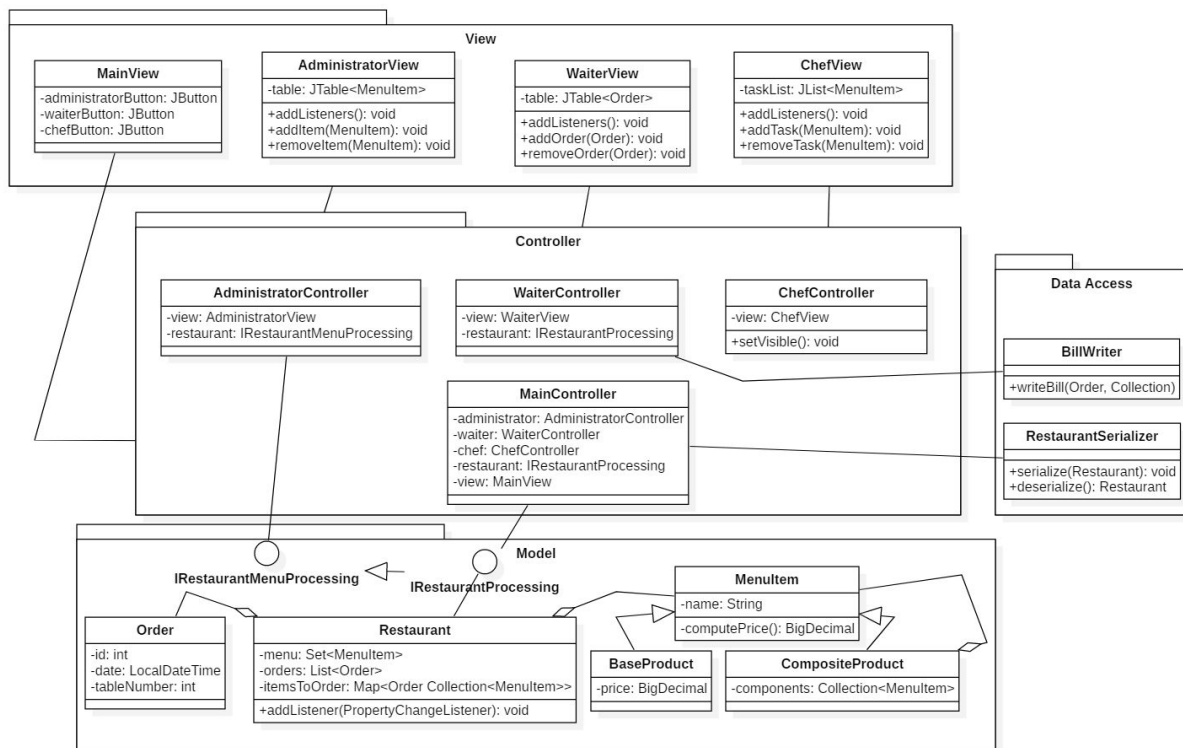 View
MainView
-administratorButton: JButton
-waiterButton: JButton
-chefButton: JButton
AdministratorView
-table: JTable<MenuItem>
+addListeners(): void
+addItem(MenuItem): void
+removeItem(MenuItem): void
WaiterView
-table: JTable<Order>
+addListeners(): void
+addOrder(Order): void
+removeOrder(Order): void
ChefView
-taskList: JList<MenuItem>
+addListeners(): void
+addTask(MenuItem): void
+removeTask(MenuItem): void
Controller
AdministratorController
-view: AdministratorView
-restaurant: IRestaurantMenuProcessing
WaiterController
-view: WaiterView
-restaurant: IRestaurantProcessing
ChefController
-view: ChefView
+setVisible(): void
MainController
-administrator: AdministratorController
-waiter: WaiterController
-chef: ChefController
-restaurant: IRestaurantProcessing
-view: MainView
Data Access
BillWriter
+writeBill(Order, Collection)
RestaurantSerializer
+serialize(Restaurant): void
+deserialize(): Restaurant
Model
IRestaurantMenuProcessing
IRestaurantProcessing
Order
-id: int
-date: LocalDateTime
-tableNumber: int
Restaurant
-menu: Set<MenuItem>
-orders: List<Order>
-itemsToOrder: Map<Order Collection<MenuItem>>
+addListener(PropertyChangeListener): void
MenuItem
-name: String
-computePrice(): BigDecimal
BaseProduct
-price: BigDecimal
CompositeProduct
-components: Collection<MenuItem>